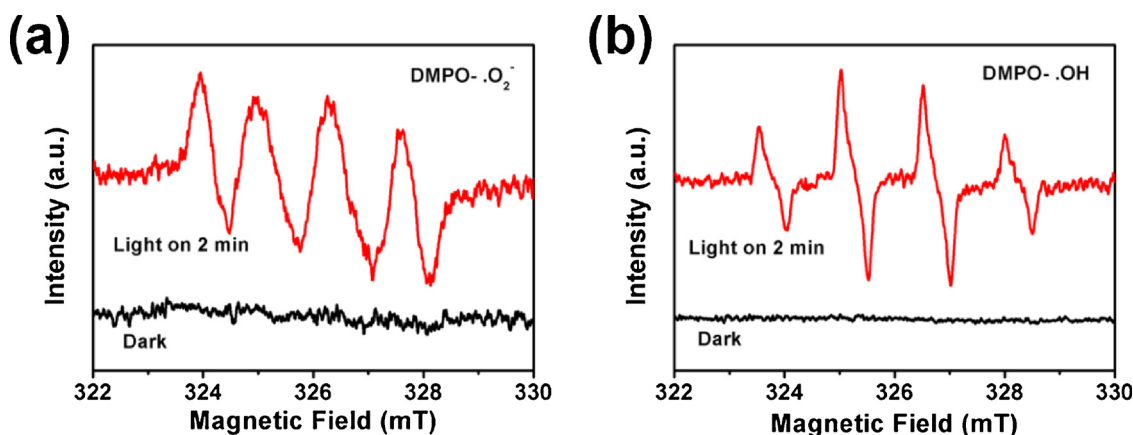 (a)
DMPO- .O₂⁻
Intensity (a.u.)
Light on 2 min
Dark
322 324 326 328 330
Magnetic Field (mT)
(b)
DMPO- .OH
Intensity (a.u.)
Light on 2 min
Dark
322 324 326 328 330
Magnetic Field (mT)